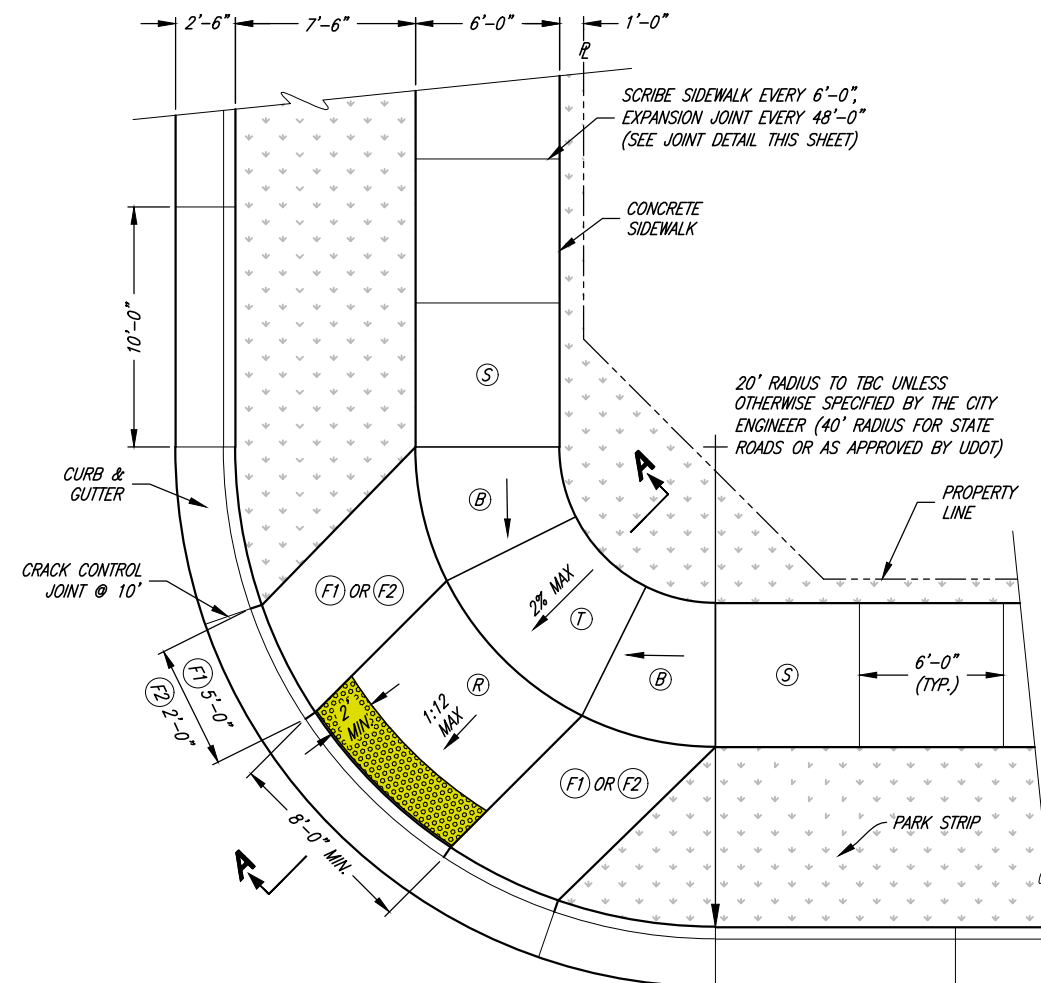 2'-6"
7'-6"
6'-0"
1'-0"
PL
SCRIBE SIDEWALK EVERY 6'-0",
EXPANSION JOINT EVERY 48'-0"
(SEE JOINT DETAIL THIS SHEET)
CONCRETE
SIDEWALK
10'-0"
S
20' RADIUS TO TBC UNLESS
OTHERWISE SPECIFIED BY THE CITY
ENGINEER (40' RADIUS FOR STATE
ROADS OR AS APPROVED BY UDOT)
A
CURB &
GUTTER
B
PROPERTY
LINE
CRACK CONTROL
JOINT @ 10'
F1 OR F2
2% MAX
T
F1 5'-0"
F2 2'-0"
R
B
S
6'-0"
(TYP.)
2'
MIN.
1:12
MAX
F1 OR F2
8'-0" MIN.
PARK STRIP
A